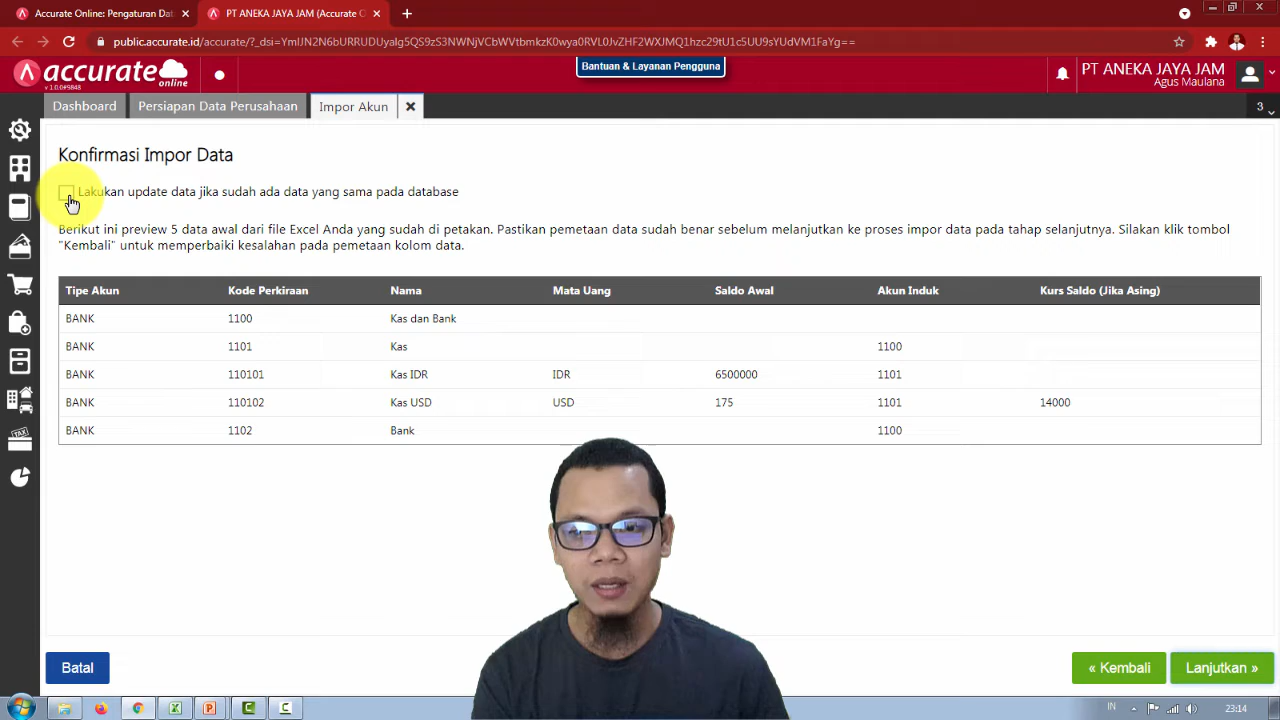 Accurate Online: Pengaturan Dat
PT ANEKA JAYA JAM (Accurate O
accurate online
v 1.0.0#9848
Bantuan & Layanan Pengguna
PT ANEKA JAYA JAM
Agus Maulana
Dashboard
Persiapan Data Perusahaan
Impor Akun
3
Konfirmasi Impor Data
Lakukan update data jika sudah ada data yang sama pada database
Berikut ini preview 5 data awal dari file Excel Anda yang sudah di petakan. Pastikan pemetaan data sudah benar sebelum melanjutkan ke proses impor data pada tahap selanjutnya. Silakan klik tombol
"Kembali" untuk memperbaiki kesalahan pada pemetaan kolom data.
Tipe Akun Kode Perkiraan Nama Mata Uang Saldo Awal Akun Induk Kurs Saldo (Jika Asing)
BANK 1100 Kas dan Bank
BANK 1101 Kas 1100
BANK 110101 Kas IDR IDR 6500000 1101
BANK 110102 Kas USD USD 175 1101 14000
BANK 1102 Bank 1100
Batal
« Kembali
Lanjutkan »
TAX
IN
23:14